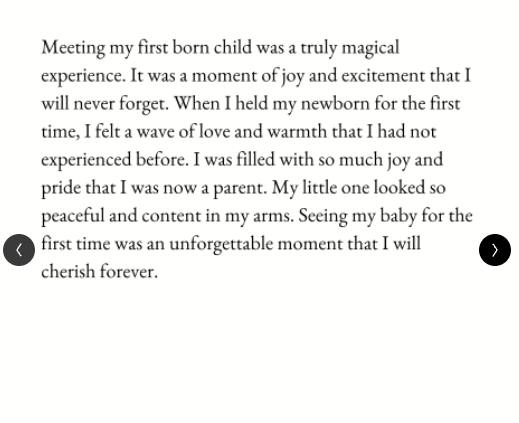 Meeting my first born child was a truly magical
experience. It was a moment of joy and excitement that I
will never forget. When I held my newborn for the first
time, I felt a wave of love and warmth that I had not
experienced before. I was filled with so much joy and
pride that I was now a parent. My little one looked so
peaceful and content in my arms. Seeing my baby for the
first time was an unforgettable moment that I will
cherish forever.